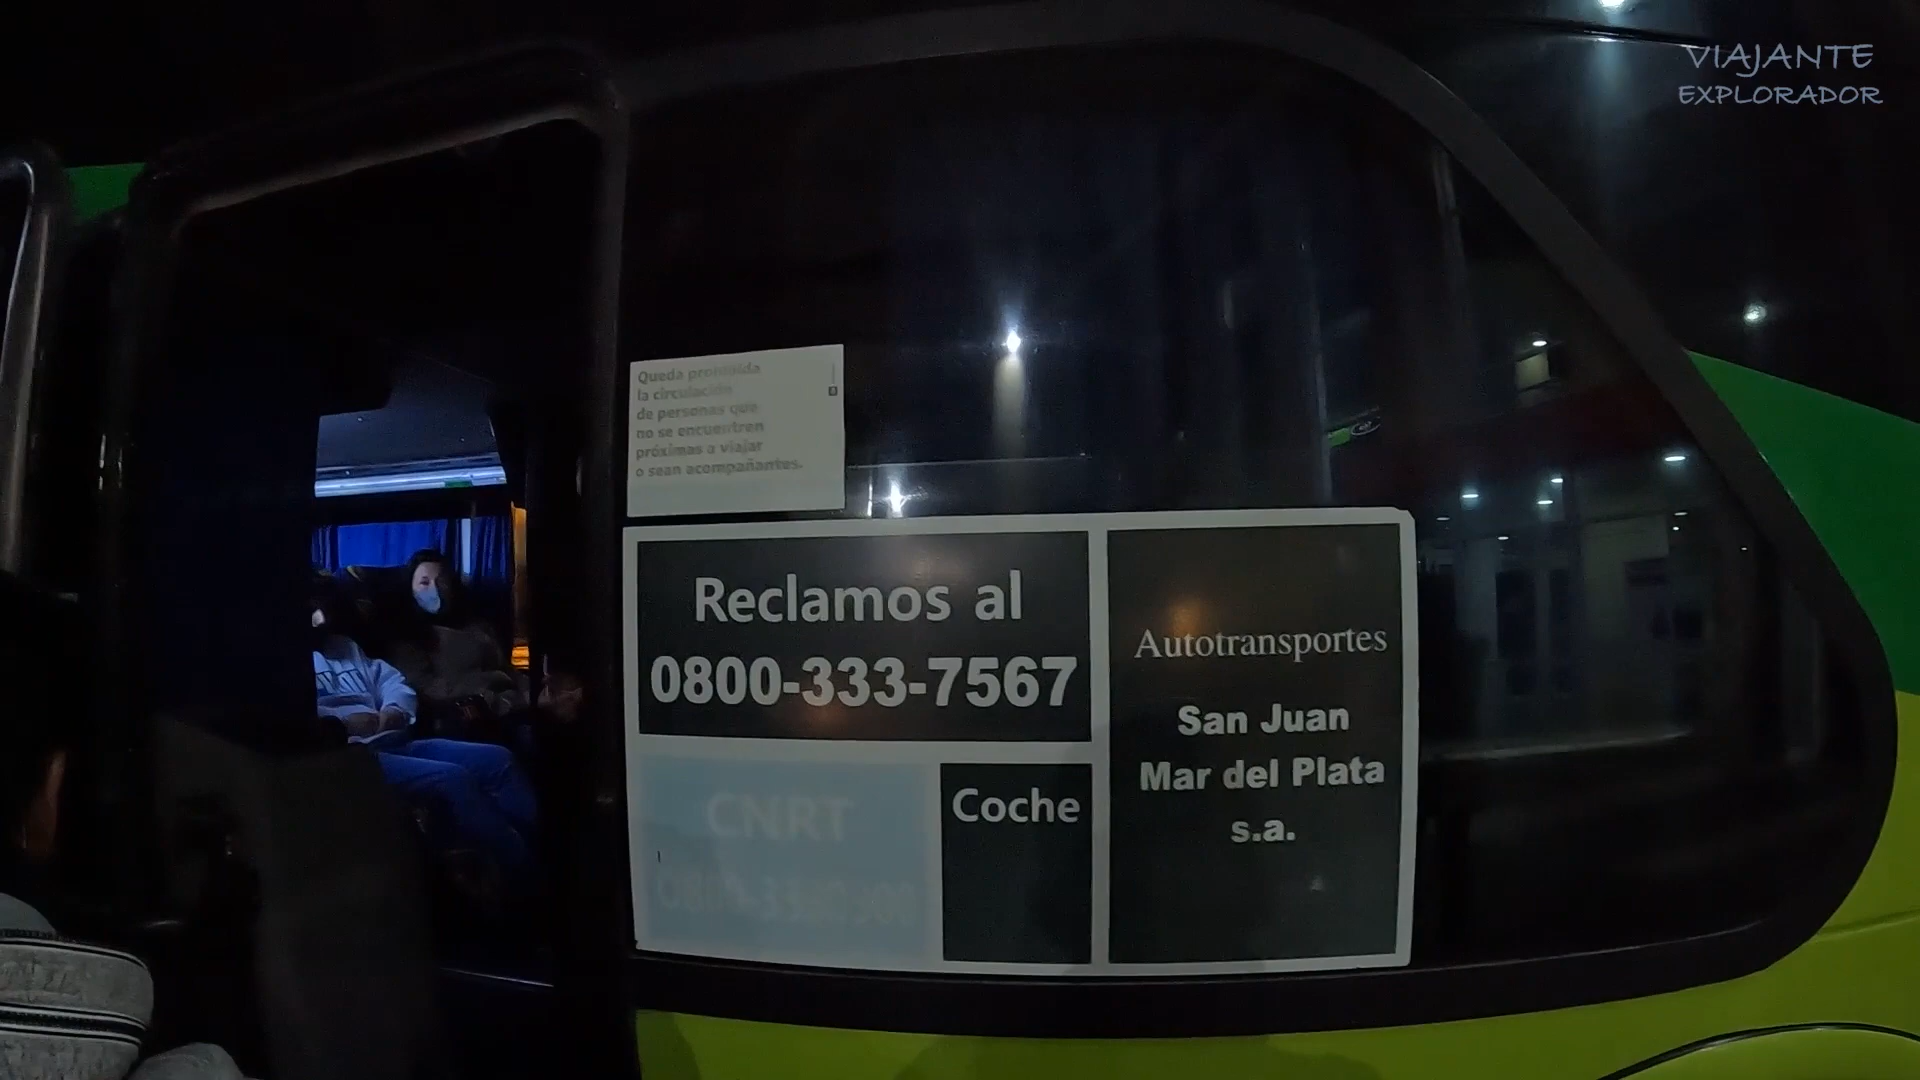 VIAJANTE
EXPLORADOR
Queda prohibida
la circulación
de personas que
no se encuentren
próximas a viajar
o sean acompañantes.
Reclamos al
0800-333-7567
CNRT
Coche
Autotransportes
San Juan
Mar del Plata
s.a.